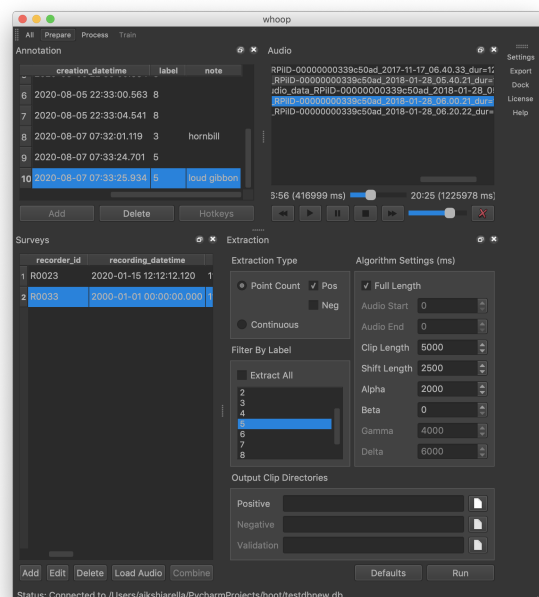 whoop
All Prepare Process Train
Annotation
creation_datetime label note
6 2020-08-05 22:33:00.563 8
7 2020-08-05 22:33:04.541 8
8 2020-08-07 07:32:01.119 3 hornbill
9 2020-08-07 07:33:24.701 5
10 2020-08-07 07:33:25.934 5 loud gibbon
Add Delete Hotkeys
Audio
_RPiID-00000000339c50ad_2017-11-17_06.40.33_dur=12
_RPiID-00000000339c50ad_2018-01-28_05.40.21_dur=
udio_data_RPiID-00000000339c50ad_2018-01-28_0
_RPiID-00000000339c50ad_2018-01-28_06.00.21_dur=
_RPiID-00000000339c50ad_2018-01-28_06.20.22_dur=
6:56 (416999 ms) 20:25 (1225978 ms)
Settings
Export
Dock
License
Help
Surveys
recorder_id recording_datetime
1 R0023 2020-01-15 12:12:12.120
2 R0033 2000-01-01 00:00:00.000
Add Edit Delete Load Audio Combine
Extraction
Extraction Type
Point Count Pos
Neg
Continuous
Filter By Label
Extract All
2
3
4
5
6
7
8
Algorithm Settings (ms)
Full Length
Audio Start 0
Audio End 0
Clip Length 5000
Shift Length 2500
Alpha 2000
Beta 0
Gamma 4000
Delta 6000
Output Clip Directories
Positive
Negative
Validation
Defaults Run
Status: Connected to /Users/aikshiarella/PycharmProjects/hoot/testdbnew.db